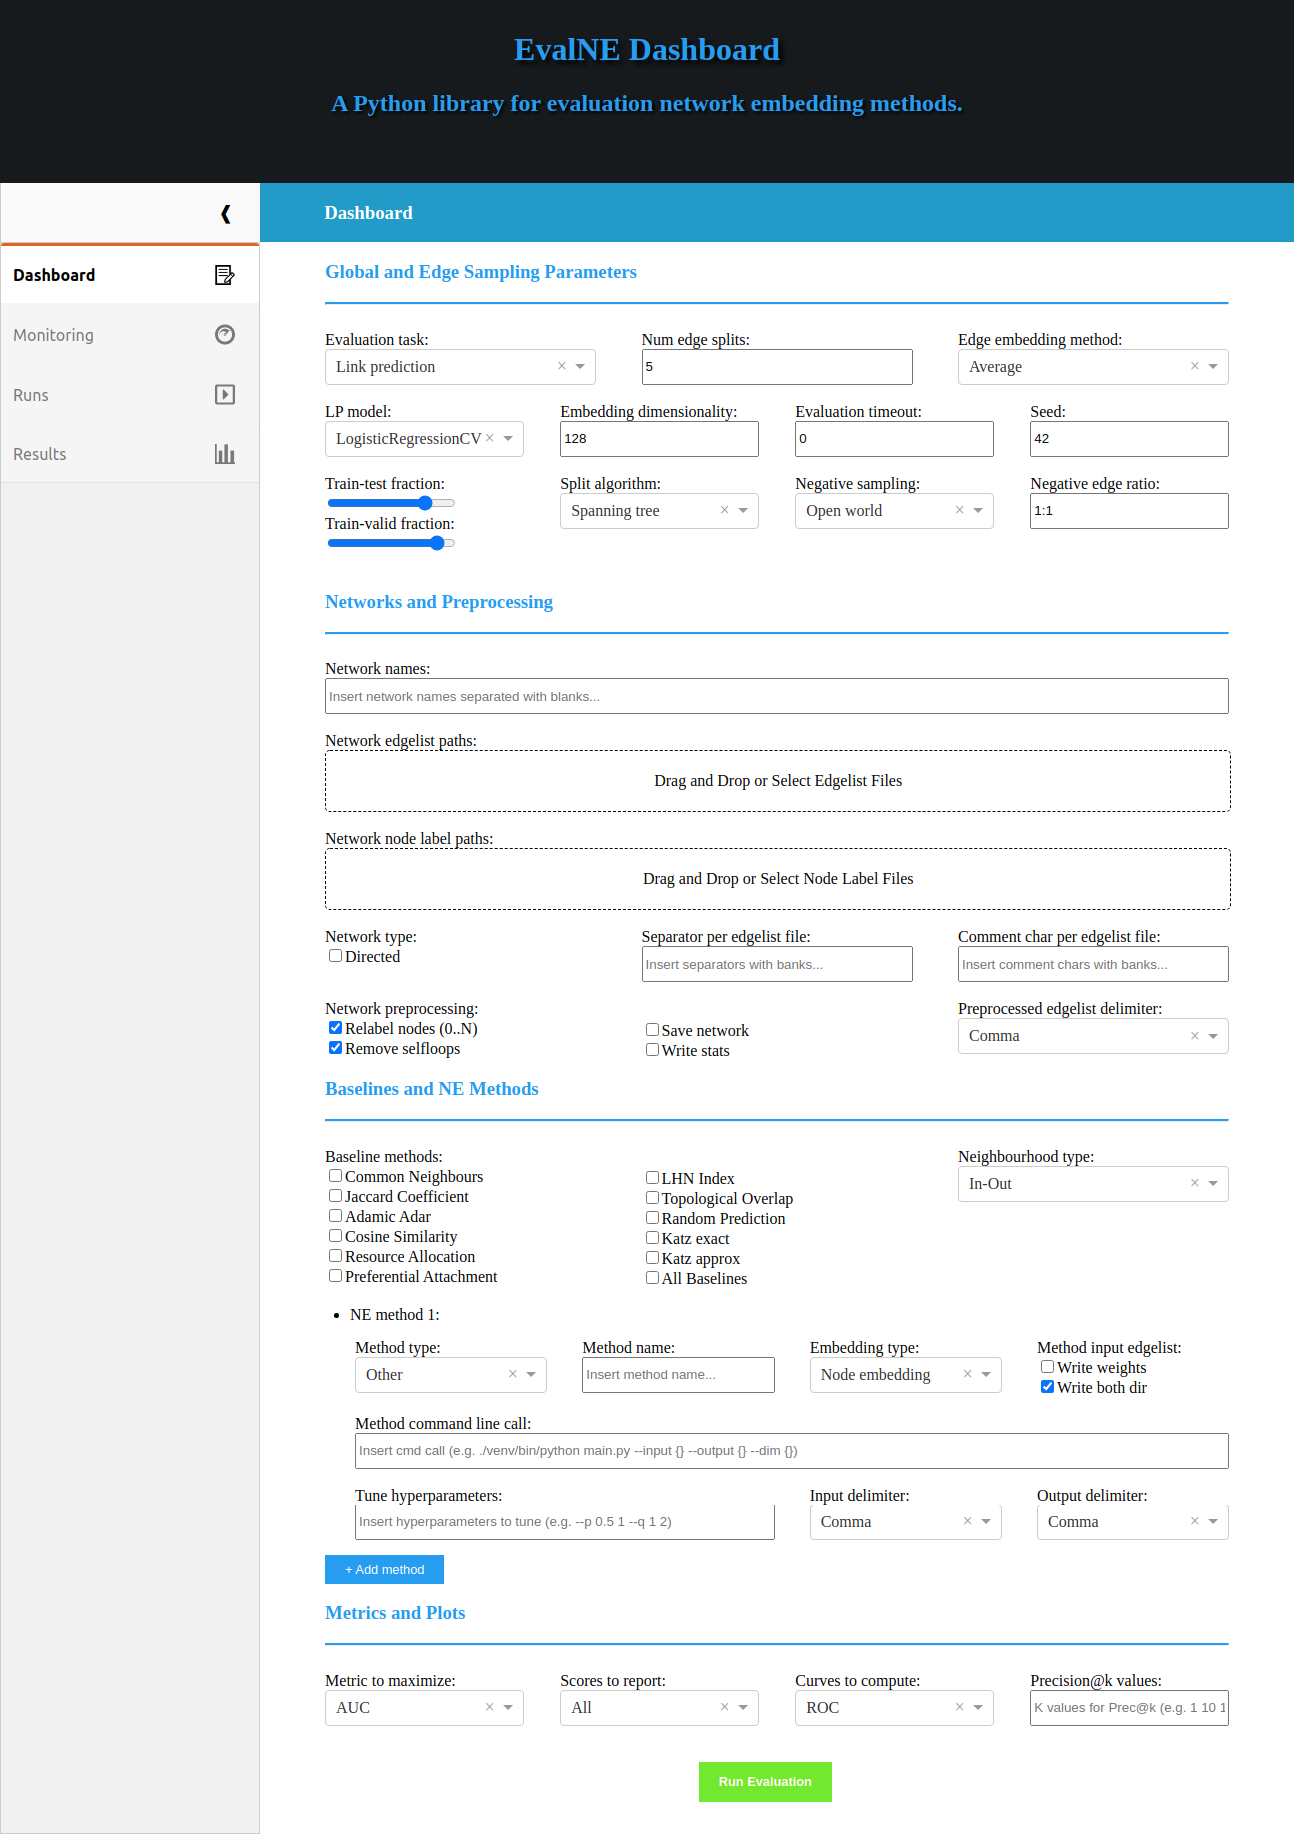 EvalNE Dashboard
A Python library for evaluation network embedding methods.
Dashboard
Dashboard
Monitoring
Runs
Results
Global and Edge Sampling Parameters
Evaluation task: Num edge splits: Edge embedding method:
Link prediction × 5 Average ×
LP model: Embedding dimensionality: Evaluation timeout: Seed:
LogisticRegressionCV × 128 0 42
Train-test fraction: Split algorithm: Negative sampling: Negative edge ratio:
Spanning tree × Open world × 1:1
Train-valid fraction:
Networks and Preprocessing
Network names:
Insert network names separated with blanks...
Network edgelist paths:
Drag and Drop or Select Edgelist Files
Network node label paths:
Drag and Drop or Select Node Label Files
Network type: Separator per edgelist file: Comment char per edgelist file:
Directed Insert separators with banks... Insert comment chars with banks...
Network preprocessing: Preprocessed edgelist delimiter:
Relabel nodes (0..N) Save network Comma ×
Remove selfloops Write stats
Baselines and NE Methods
Baseline methods: Neighbourhood type:
Common Neighbours LHN Index In-Out ×
Jaccard Coefficient Topological Overlap
Adamic Adar Random Prediction
Cosine Similarity Katz exact
Resource Allocation Katz approx
Preferential Attachment All Baselines
• NE method 1:
Method type: Method name: Embedding type: Method input edgelist:
Other × Insert method name... Node embedding × Write weights
Write both dir
Method command line call:
Insert cmd call (e.g. ./venv/bin/python main.py --input {} --output {} --dim {})
Tune hyperparameters: Input delimiter: Output delimiter:
Insert hyperparameters to tune (e.g. --p 0.5 1 --q 1 2) Comma × Comma ×
+ Add method
Metrics and Plots
Metric to maximize: Scores to report: Curves to compute: Precision@k values:
AUC × All × ROC × K values for Prec@k (e.g. 1 10 1
Run Evaluation